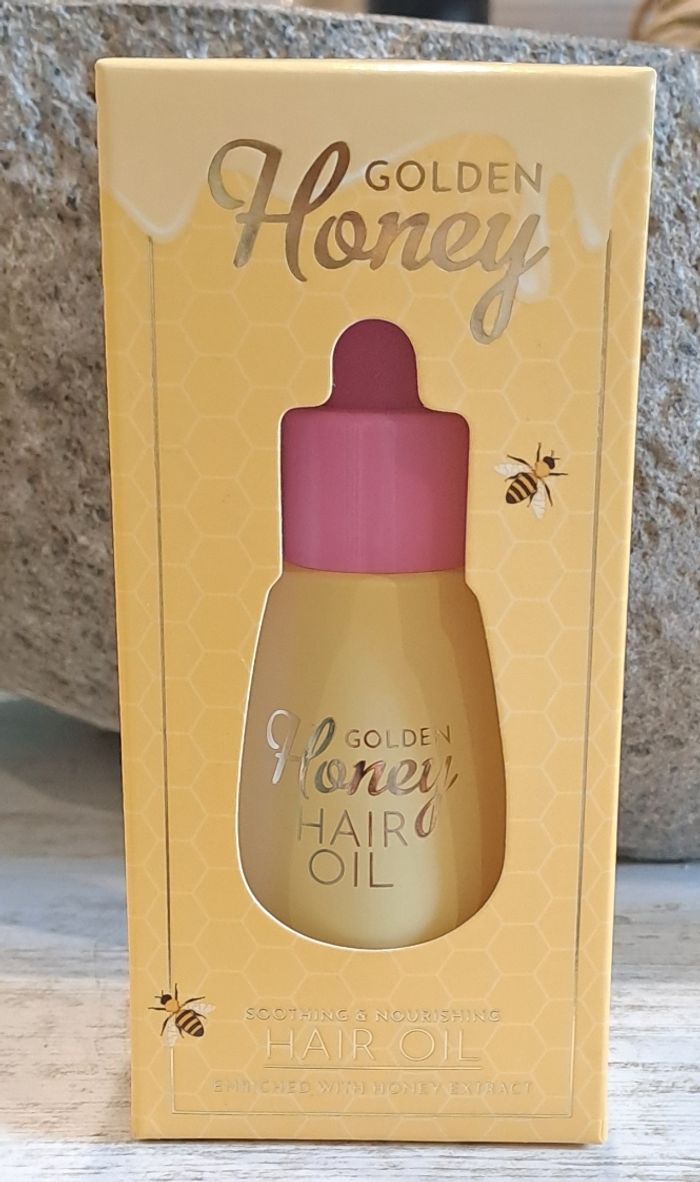 GOLDEN
Honey
GOLDEN
Honey
HAIR
OIL
SOOTHING & NOURISHING
HAIR OIL
ENRICHED WITH HONEY EXTRACT